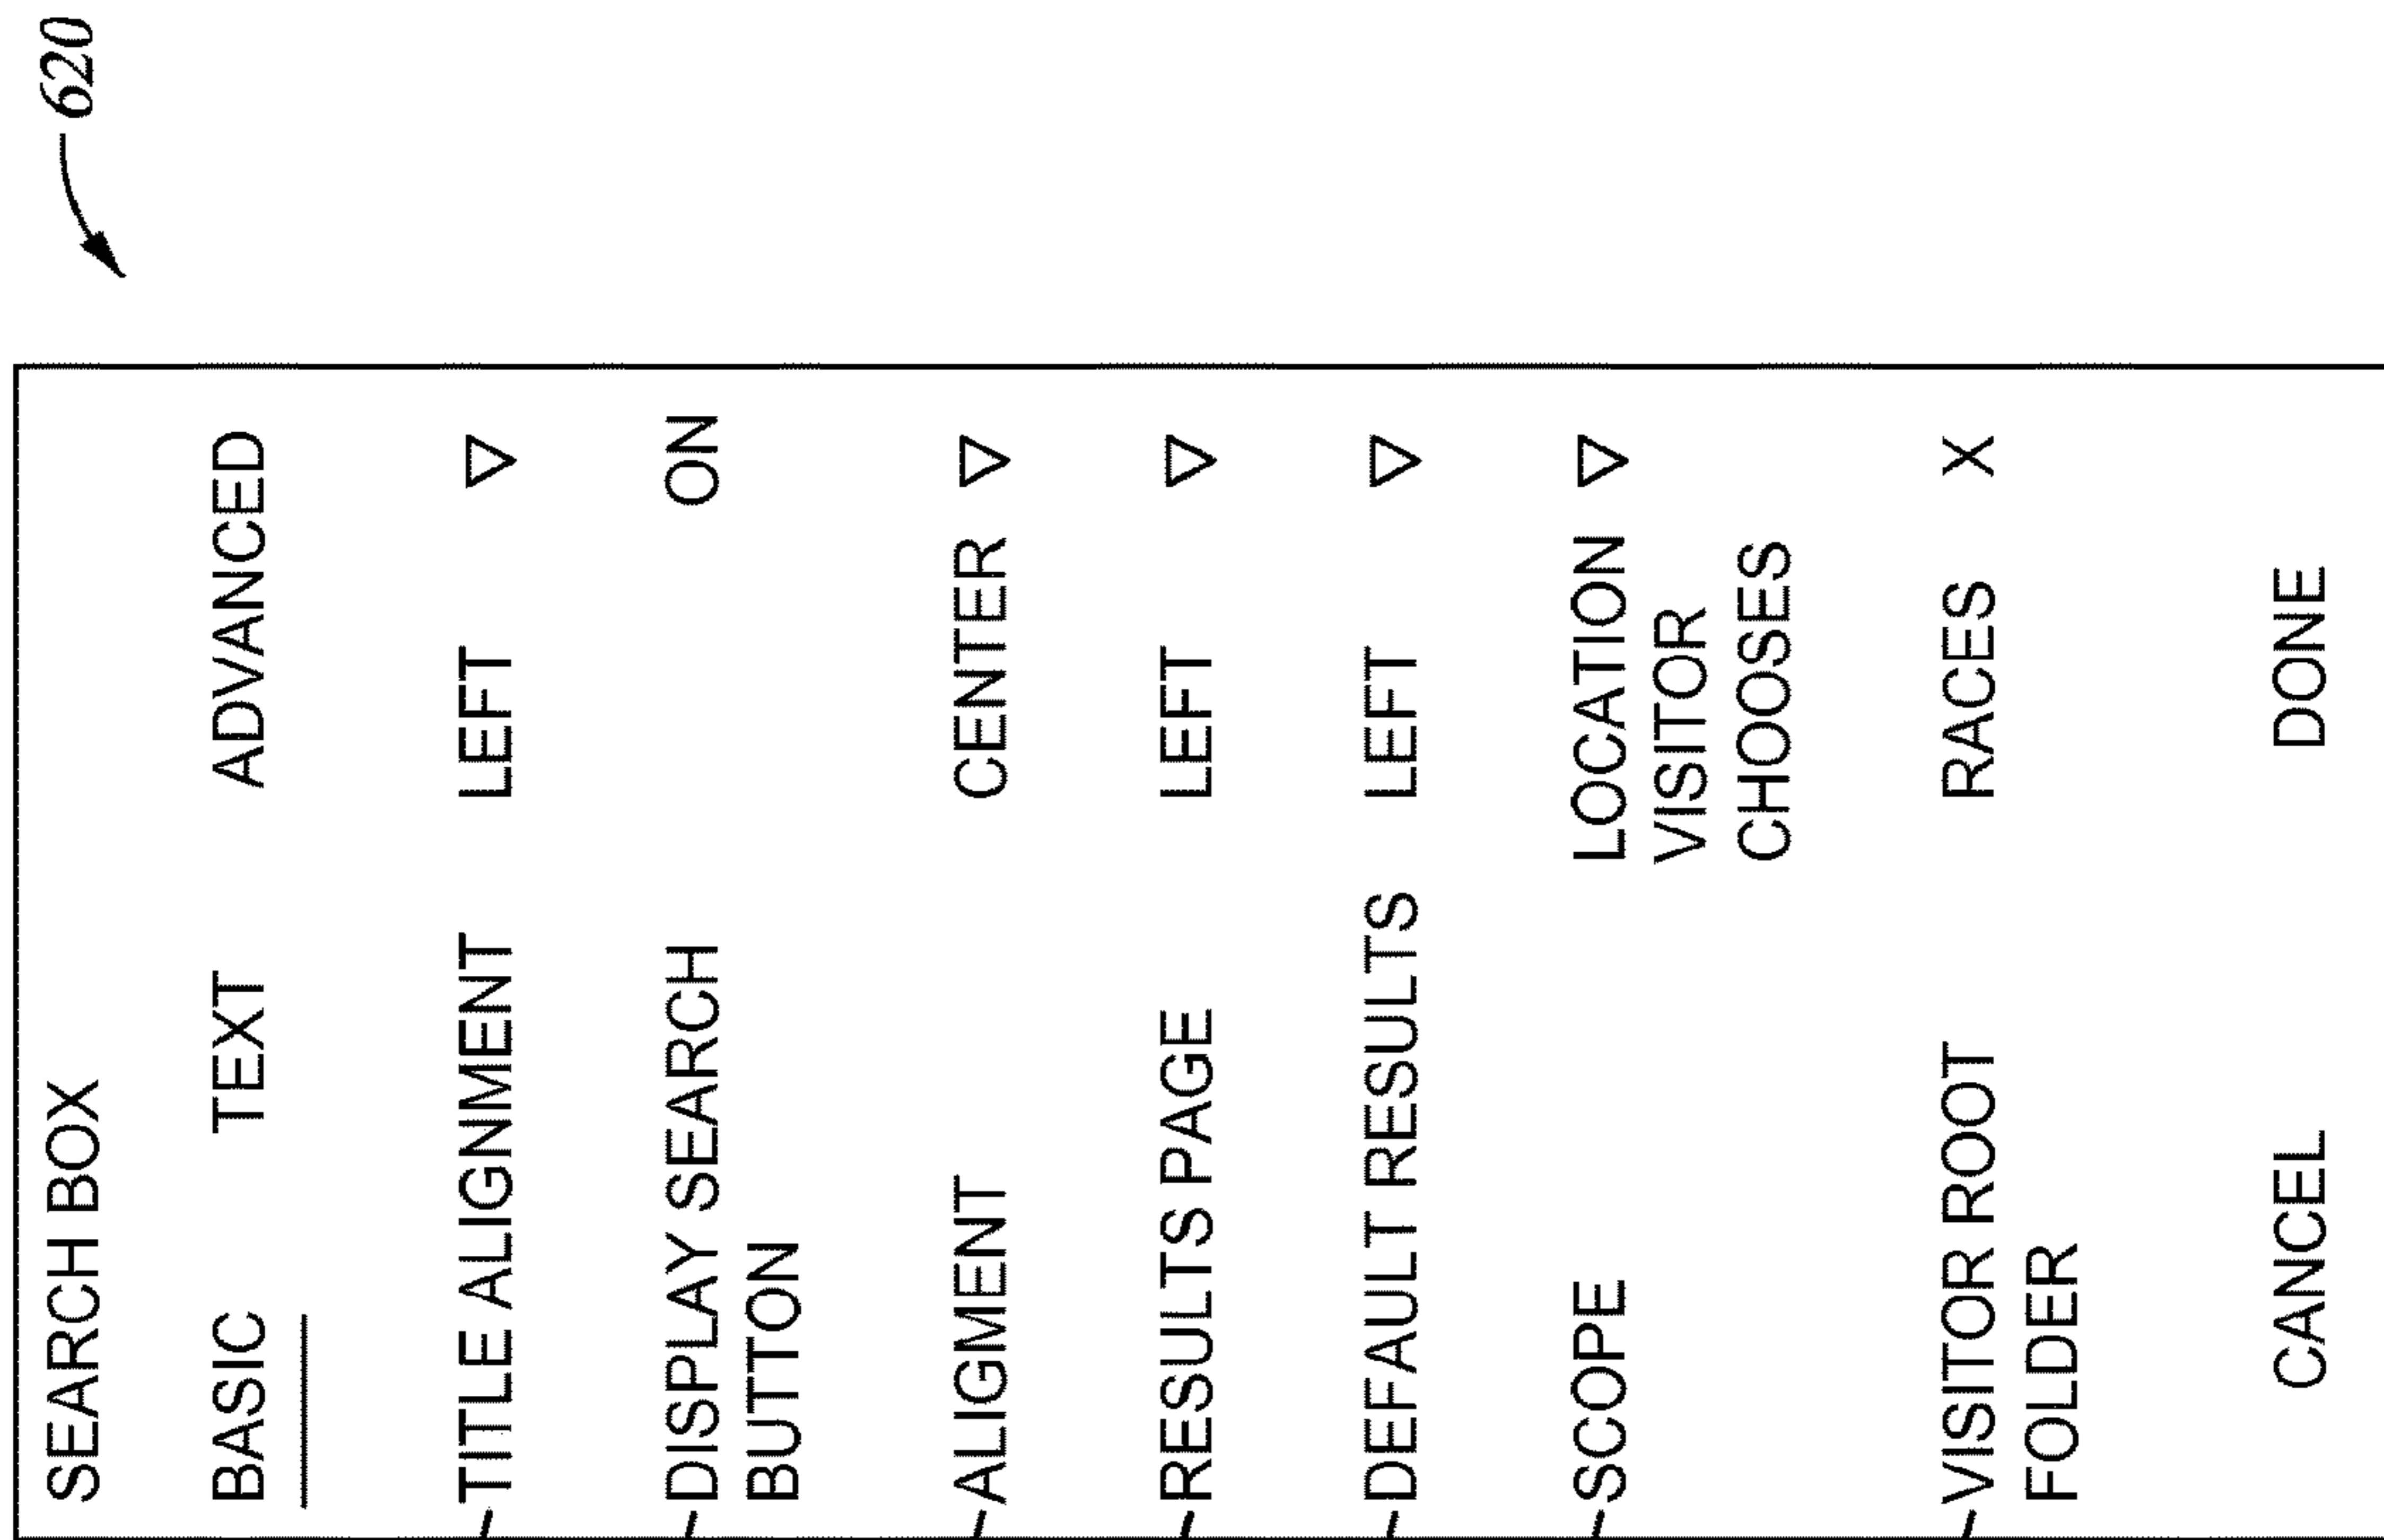 620
SEARCH BOX
BASIC TEXT ADVANCED
TITLE ALIGNMENT LEFT
DISPLAY SEARCH ON
BUTTON
ALIGNMENT CENTER
RESULTS PAGE LEFT
DEFAULT RESULTS LEFT
SCOPE LOCATION
VISITOR
CHOOSES
VISITOR ROOT RACES X
FOLDER
CANCEL DONE